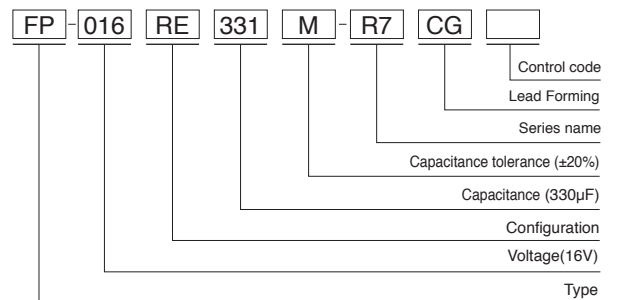 FP-016 RE 331 M-R7 CG
Control code
Lead Forming
Series name
Capacitance tolerance (±20%)
Capacitance (330µF)
Configuration
Voltage(16V)
Type